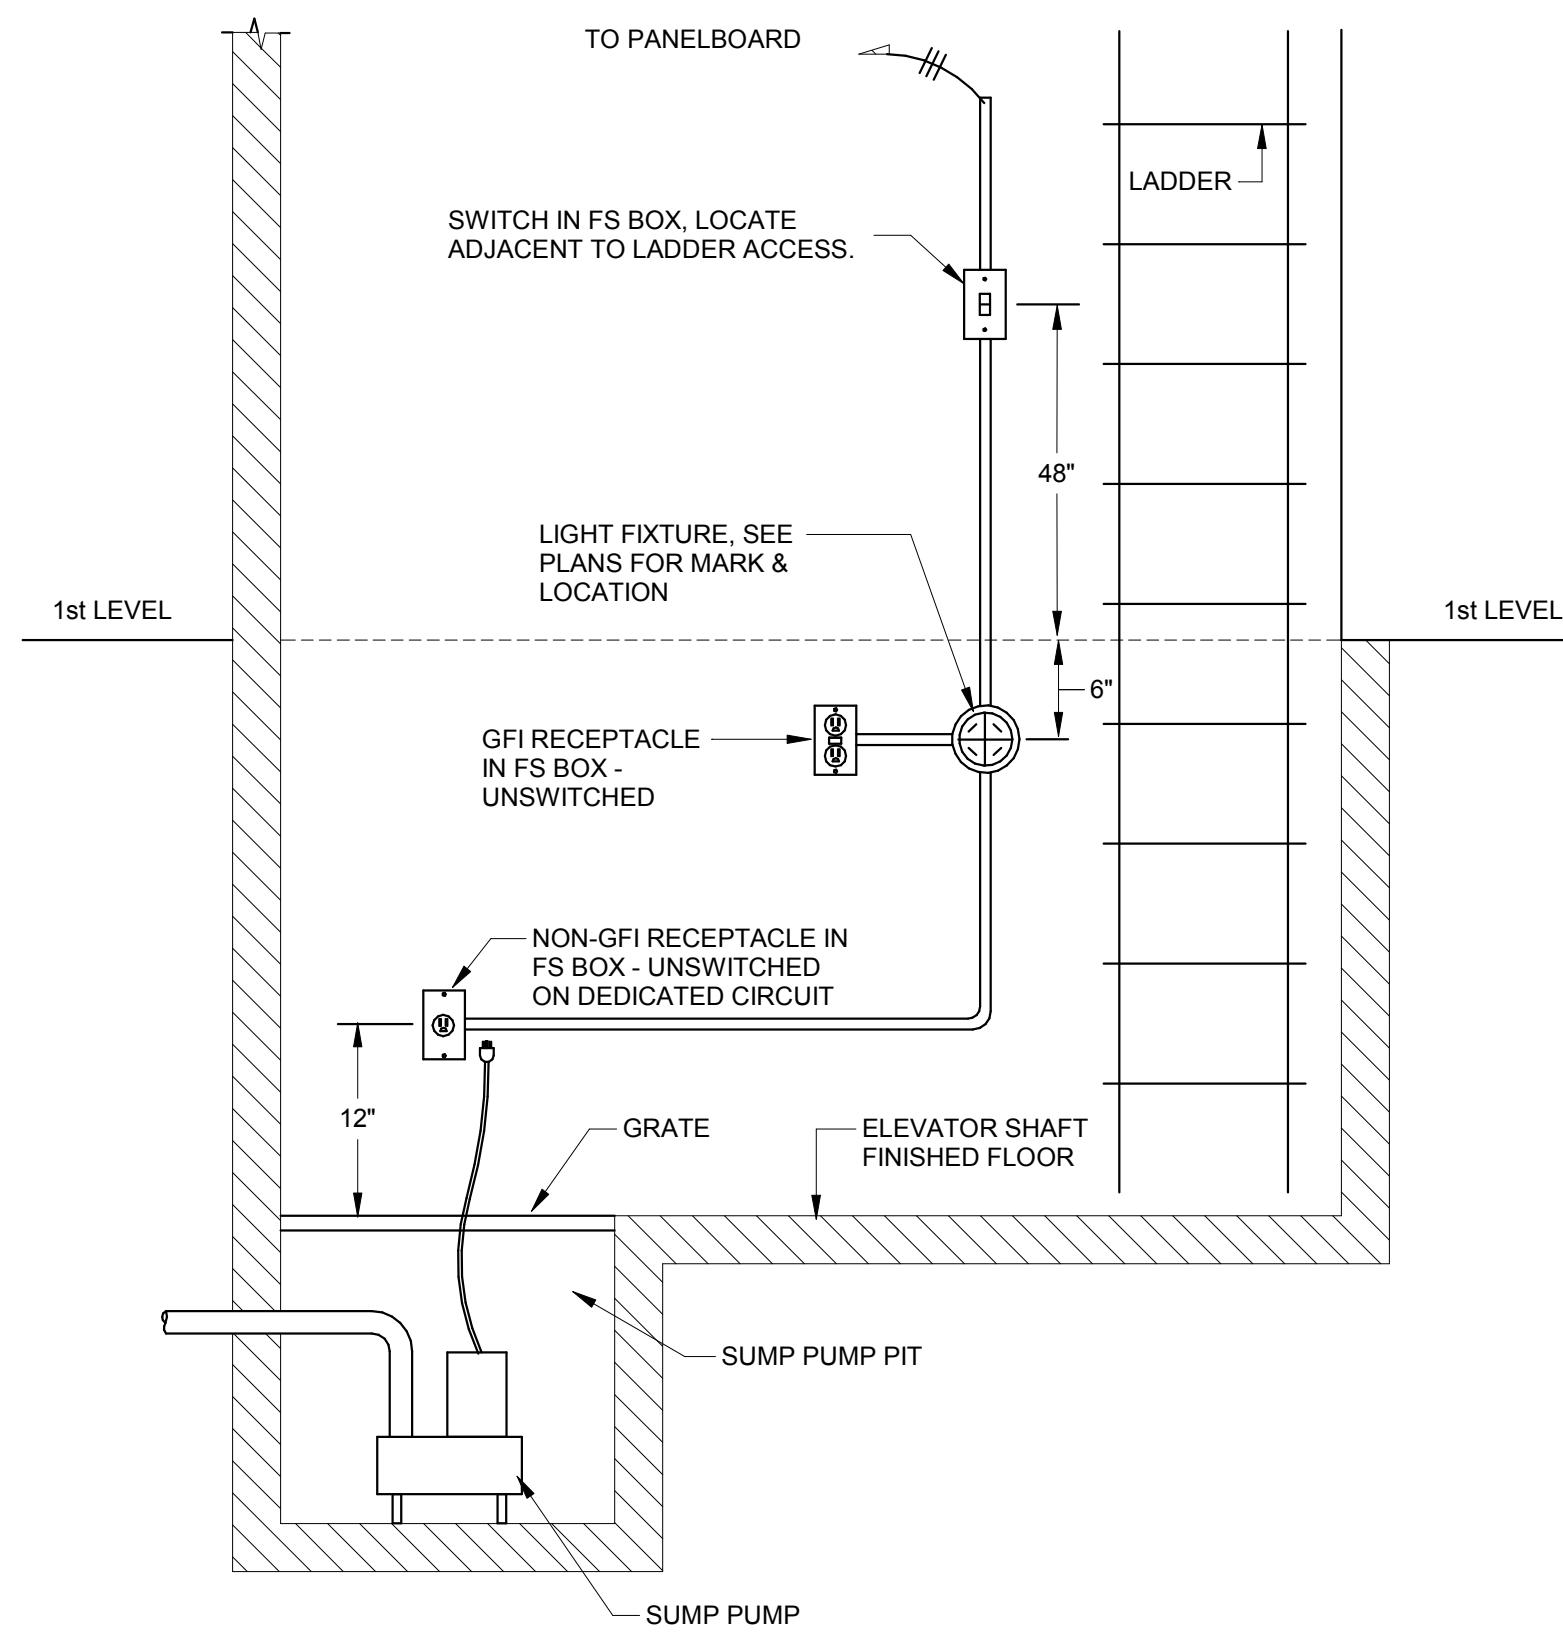 TO PANELBOARD
LADDER
SWITCH IN FS BOX, LOCATE
ADJACENT TO LADDER ACCESS.
48"
LIGHT FIXTURE, SEE
PLANS FOR MARK &
LOCATION
1st LEVEL
1st LEVEL
6"
GFI RECEPTACLE
IN FS BOX -
UNSWITCHED
NON-GFI RECEPTACLE IN
FS BOX - UNSWITCHED
ON DEDICATED CIRCUIT
12"
GRATE
ELEVATOR SHAFT
FINISHED FLOOR
SUMP PUMP PIT
SUMP PUMP